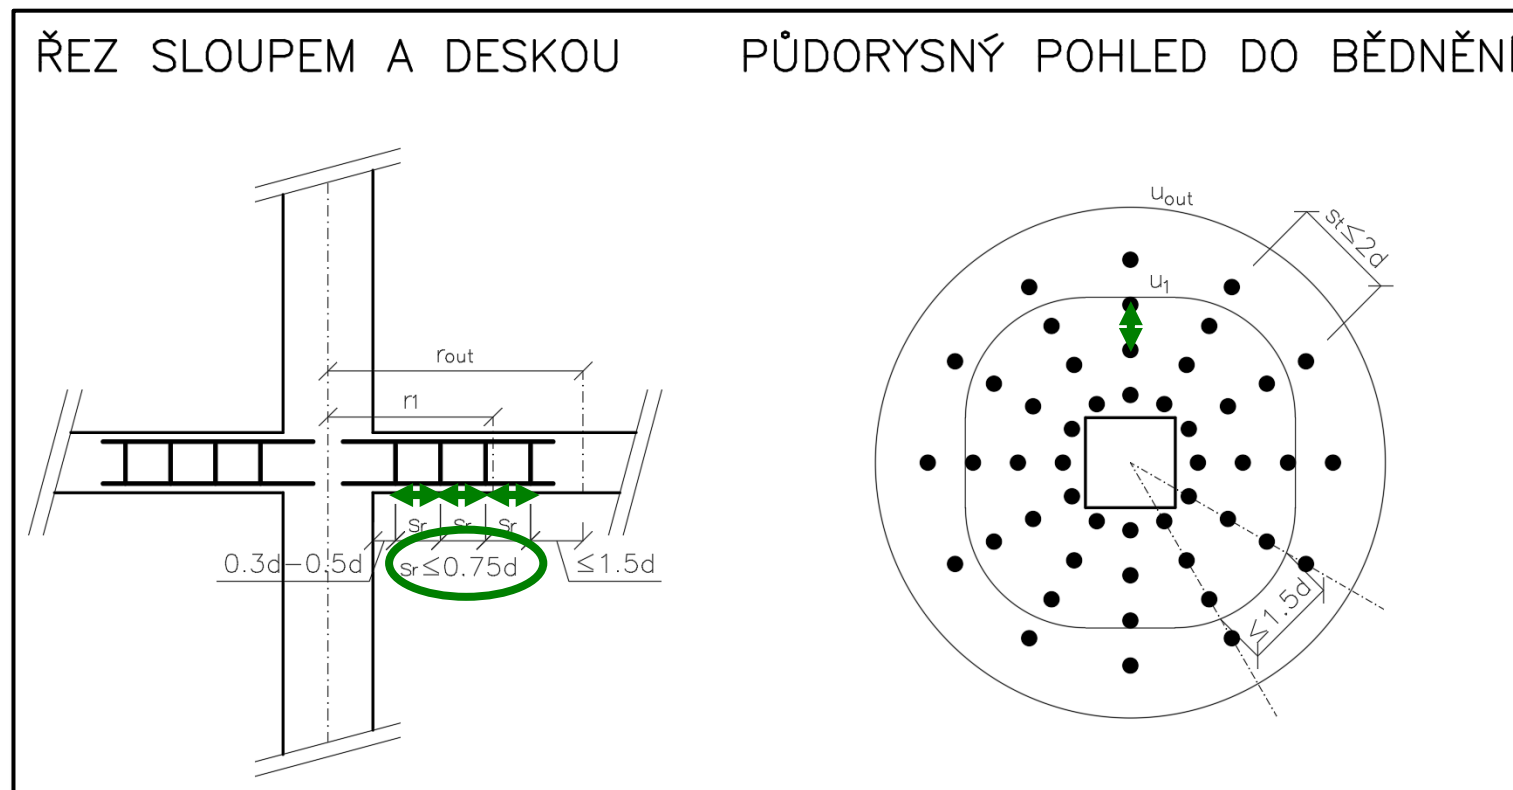 ŘEZ SLOUPEM A DESKOU
PŮDORYSNÝ POHLED DO BĚDNĚNÍ
rout
r1
sr sr sr
0.3d-0.5d
sr≤0.75d
≤1.5d
uout
st≤2d
u1
≤1.5d